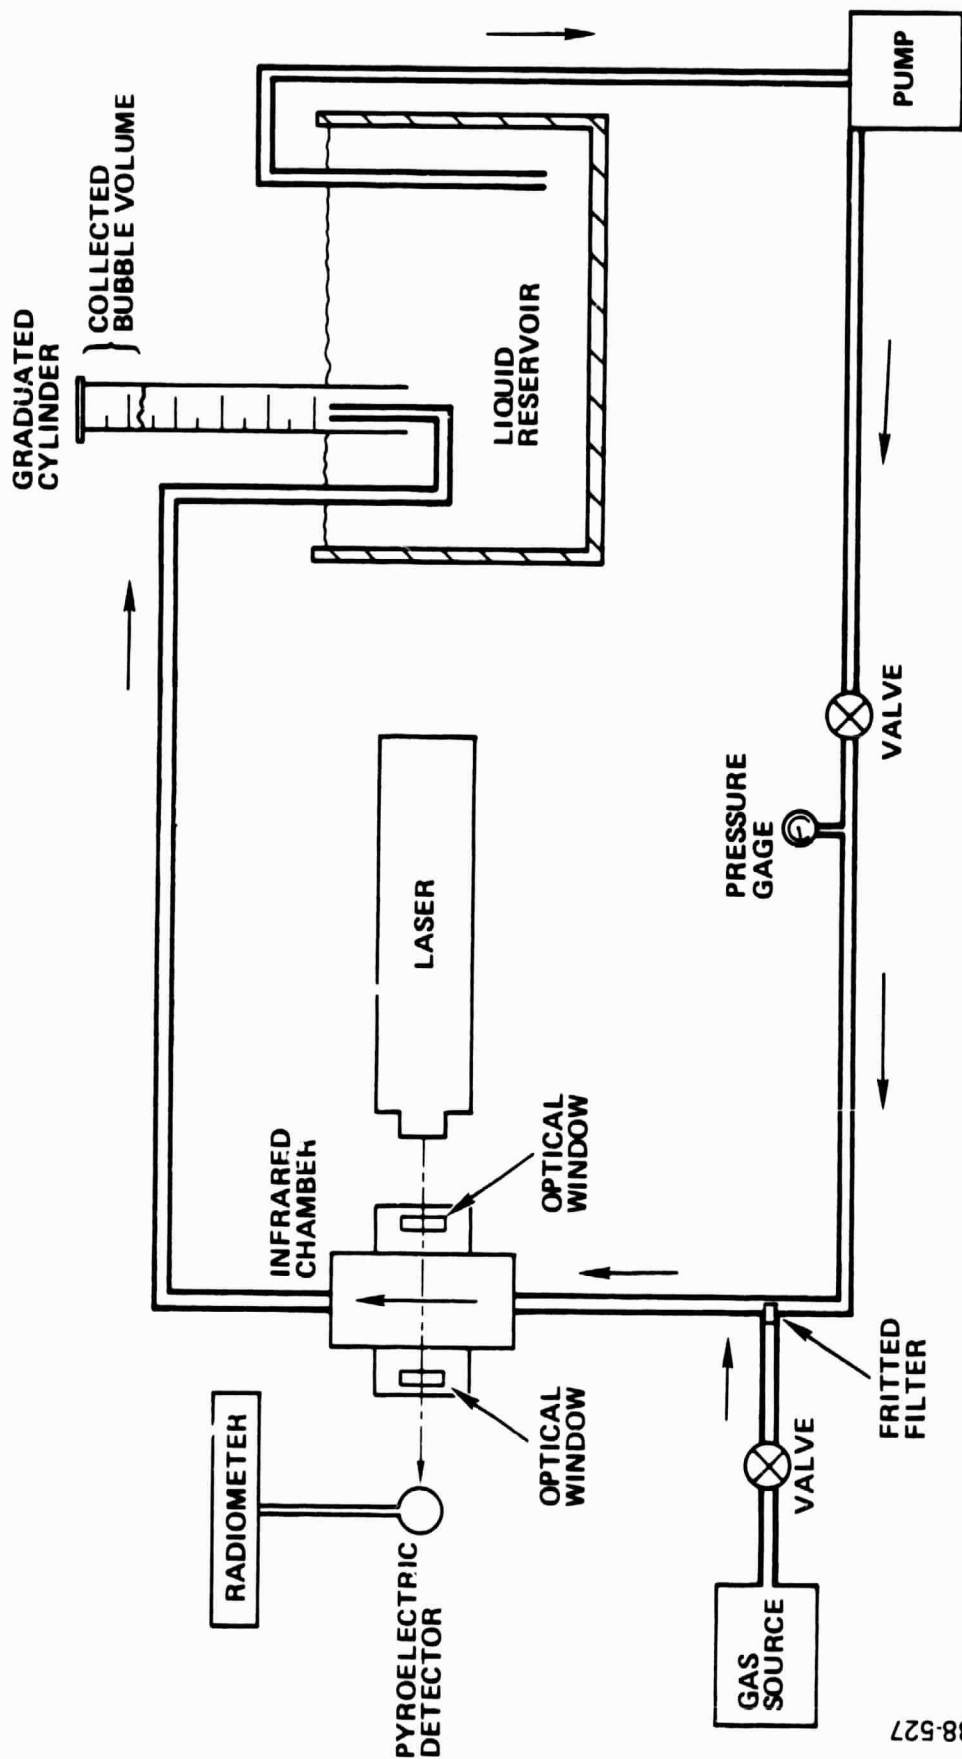 GRADUATED
CYLINDER
COLLECTED
BUBBLE VOLUME
LIQUID
RESERVOIR
PUMP
RADIOMETER
INFRARED
CHAMBER
LASER
PYROELECTRIC
DETECTOR
OPTICAL
WINDOW
OPTICAL
WINDOW
PRESSURE
GAGE
VALVE
GAS
SOURCE
VALVE
FRITTED
FILTER